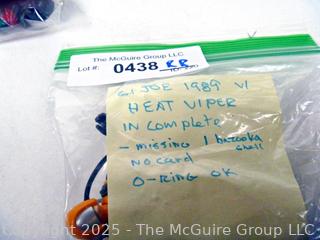 The McGuire Group LLC
Lot #: 0438 RR
GI JOE 1989 V1
HEAT VIPER
INComplete
- missing 1 bazooka
shell
No card
O-RING OK
Copyright 2025 - The McGuire Group LLC